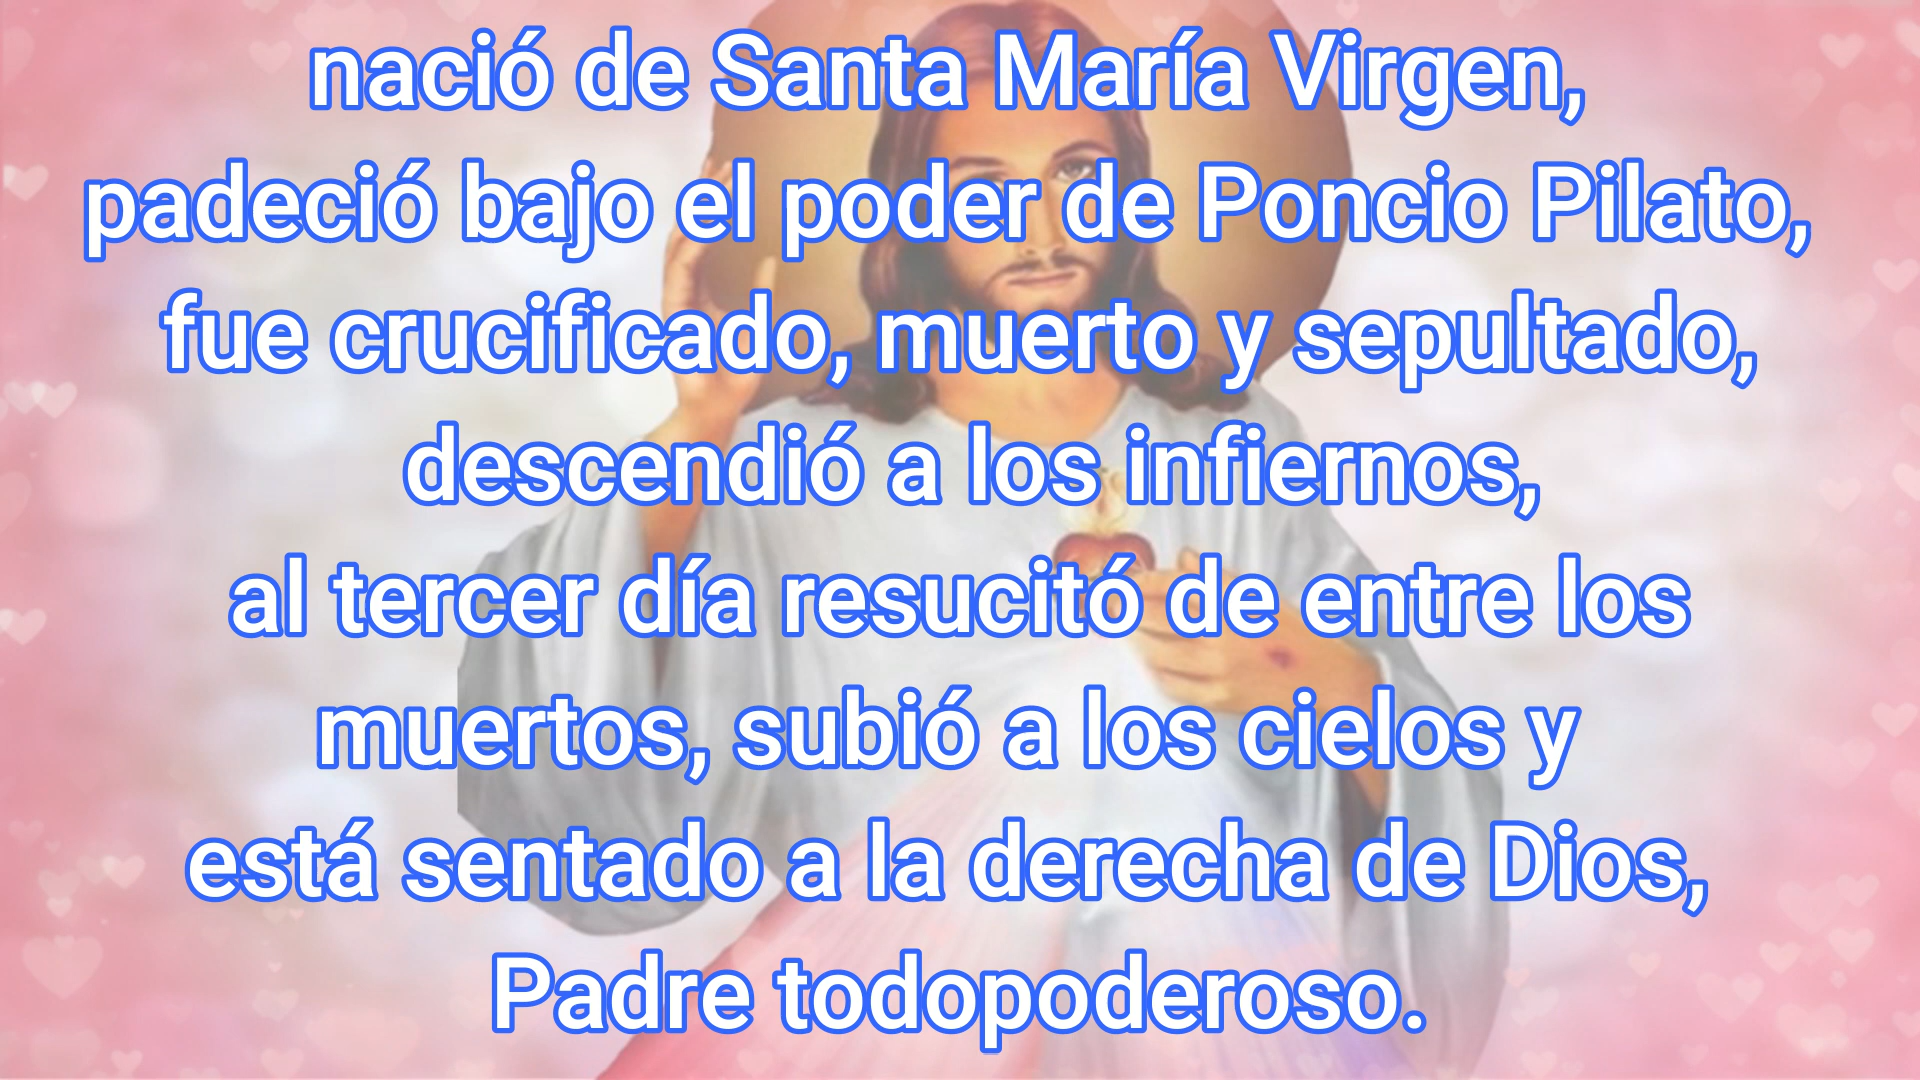 nació de Santa María Virgen,
padeció bajo el poder de Poncio Pilato,
fue crucificado, muerto y sepultado,
descendió a los infiernos,
al tercer día resucitó de entre los
muertos, subió a los cielos y
está sentado a la derecha de Dios,
Padre todopoderoso.